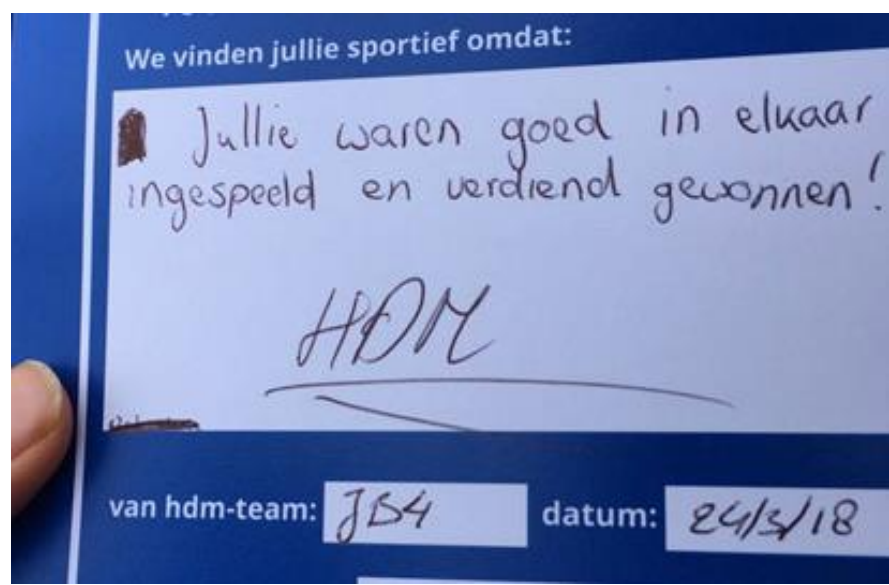 We vinden jullie sportief omdat:
Jullie waren goed in elkaar
ingespeeld en verdiend gewonnen!
HDM
van hdm-team: JB4 datum: 24/3/18